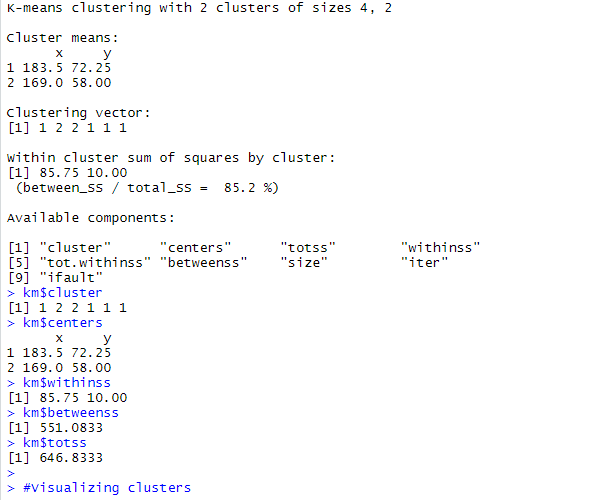 K-means clustering with 2 clusters of sizes 4, 2
Cluster means:
      x     y
1 183.5 72.25
2 169.0 58.00
Clustering vector:
[1] 1 2 2 1 1 1
Within cluster sum of squares by cluster:
[1] 85.75 10.00
 (between_SS / total_SS =  85.2 %)
Available components:
[1] "cluster"      "centers"      "totss"        "withinss"
[5] "tot.withinss" "betweenss"    "size"         "iter"
[9] "ifault"
> km$cluster
[1] 1 2 2 1 1 1
> km$centers
      x     y
1 183.5 72.25
2 169.0 58.00
> km$withinss
[1] 85.75 10.00
> km$betweenss
[1] 551.0833
> km$totss
[1] 646.8333
>
> #Visualizing clusters